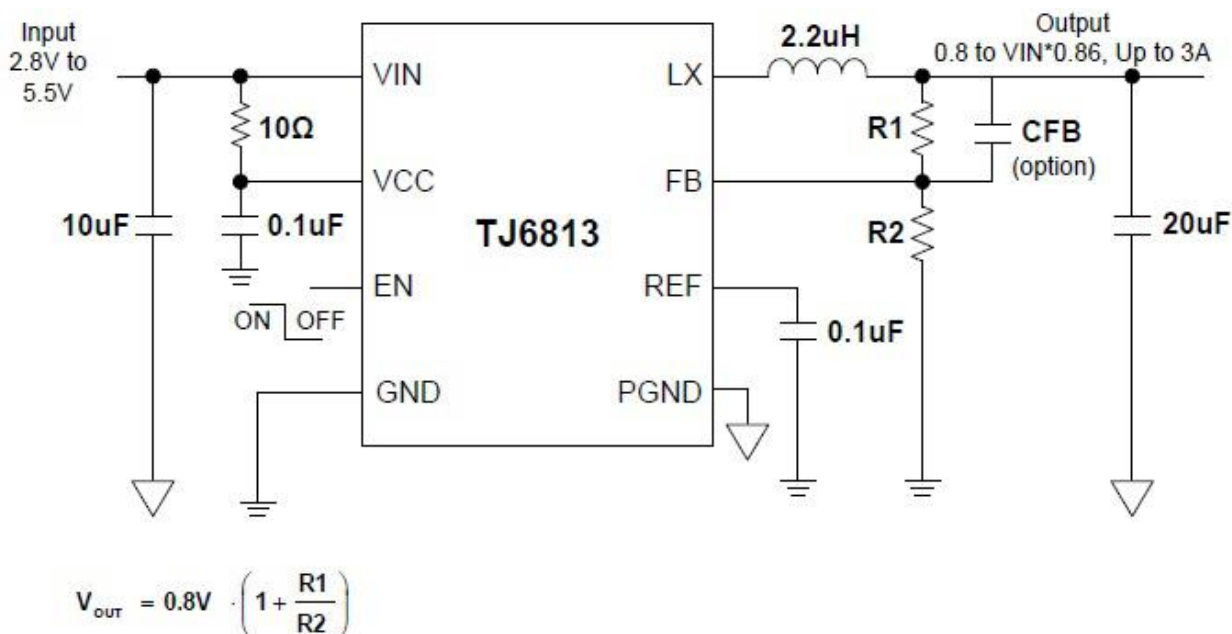 Input
2.8V to
5.5V
Output
0.8 to VIN*0.86, Up to 3A
2.2uH
VIN
LX
10Ω
R1
CFB
(option)
VCC
FB
10uF
0.1uF
TJ6813
R2
20uF
EN
REF
ON OFF
0.1uF
GND
PGND
V_OUT = 0.8V · (1 + R1/R2)